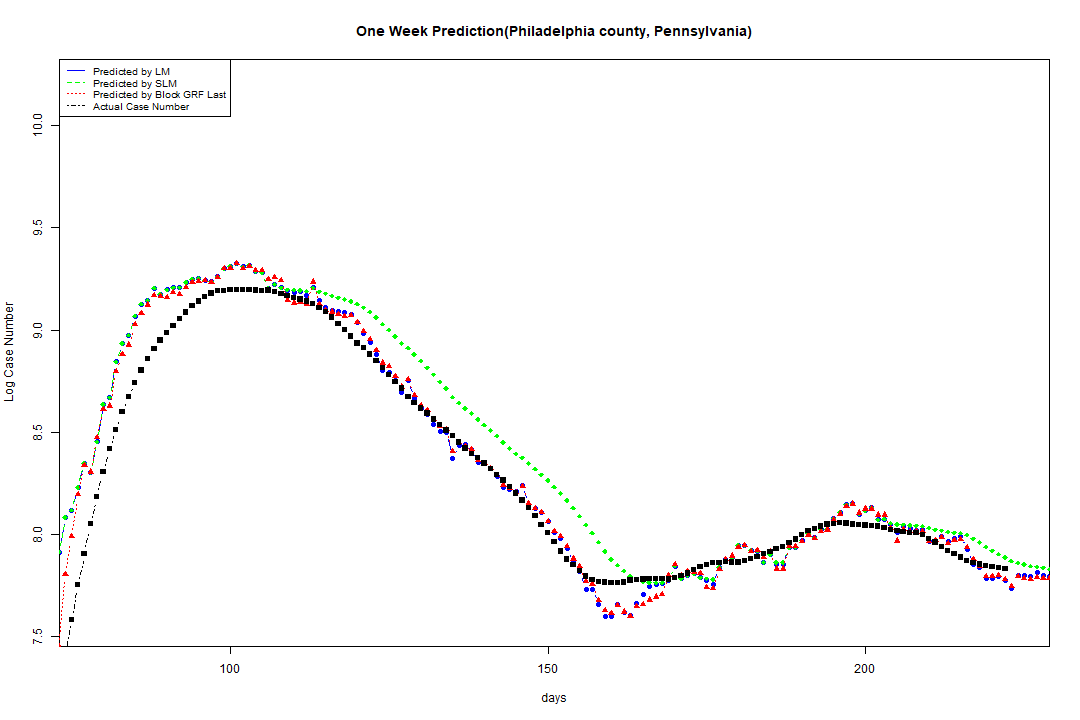 One Week Prediction(Philadelphia county, Pennsylvania)
Predicted by LM
Predicted by SLM
Predicted by Block GRF Last
Actual Case Number
10.0
9.5
9.0
8.5
8.0
7.5
Log Case Number
100
150
200
days